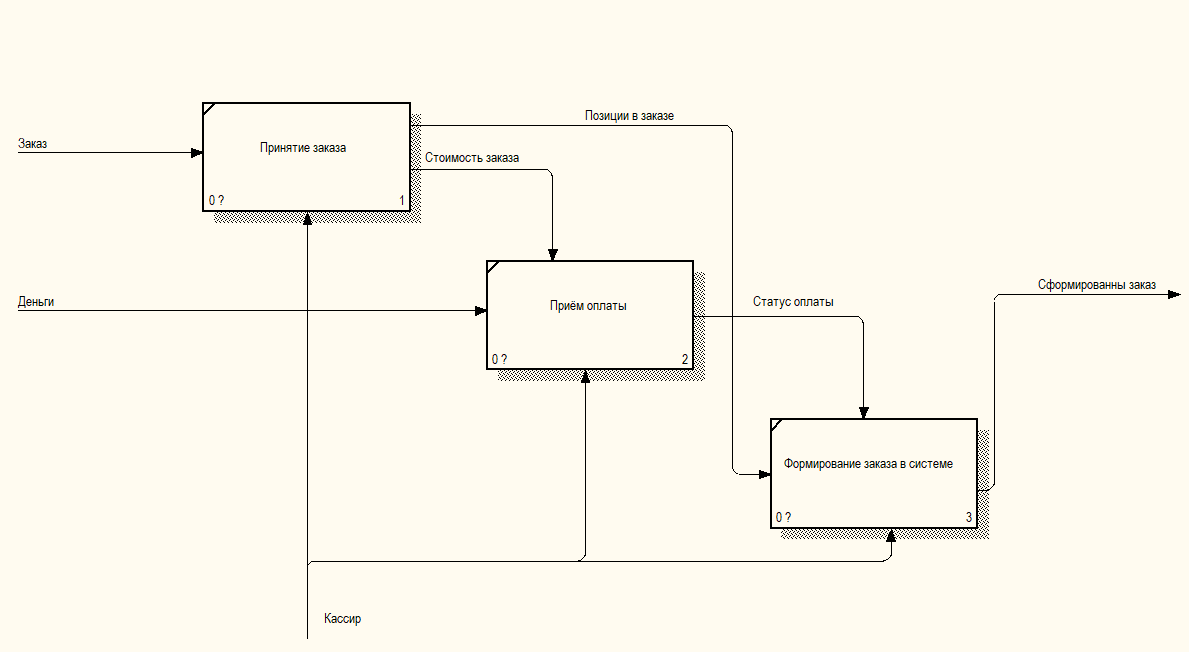 Позиции в заказе
Заказ
Принятие заказа
Стоимость заказа
0 ?
1
Сформированны заказ
Деньги
Приём оплаты
Статус оплаты
0 ?
2
Формирование заказа в системе
0 ?
3
Кассир